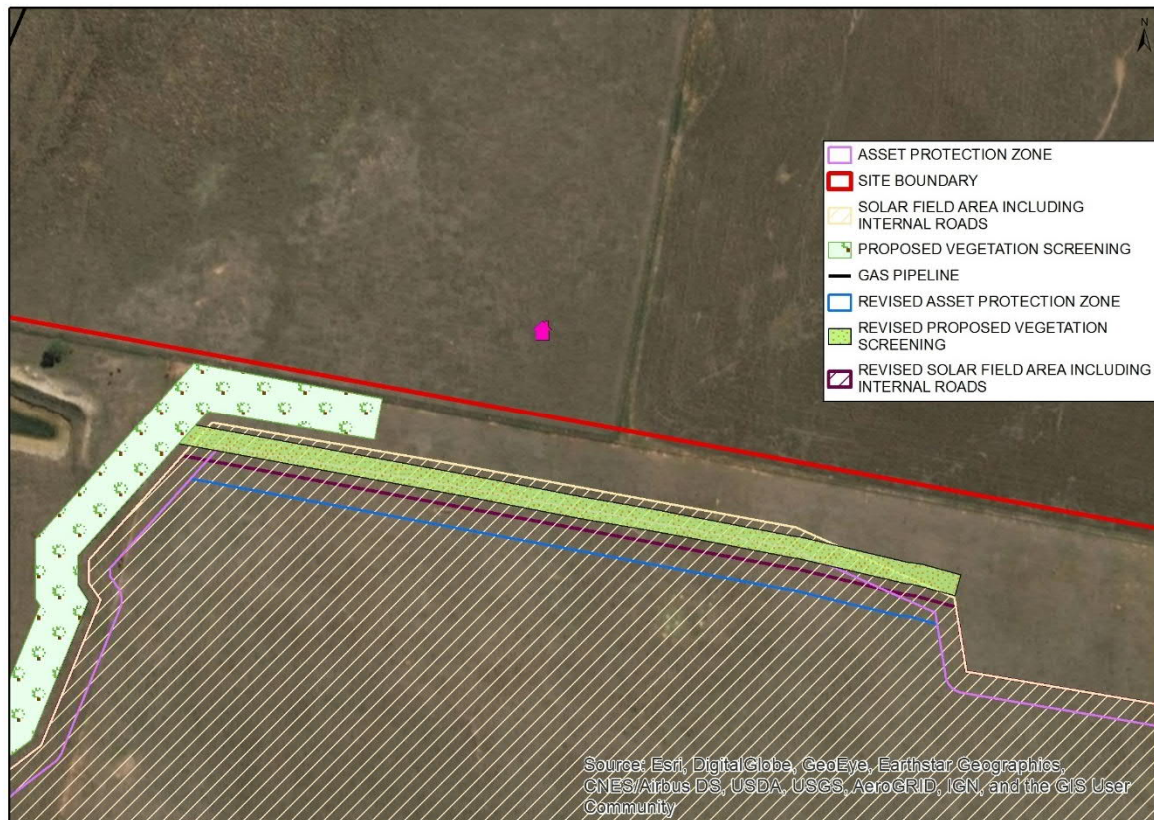 N
ASSET PROTECTION ZONE
SITE BOUNDARY
SOLAR FIELD AREA INCLUDING
INTERNAL ROADS
PROPOSED VEGETATION SCREENING
GAS PIPELINE
REVISED ASSET PROTECTION ZONE
REVISED PROPOSED VEGETATION
SCREENING
REVISED SOLAR FIELD AREA INCLUDING
INTERNAL ROADS
Source: Esri, DigitalGlobe, GeoEye, Earthstar Geographics,
CNES/Airbus DS, USDA, USGS, AeroGRID, IGN, and the GIS User
Community